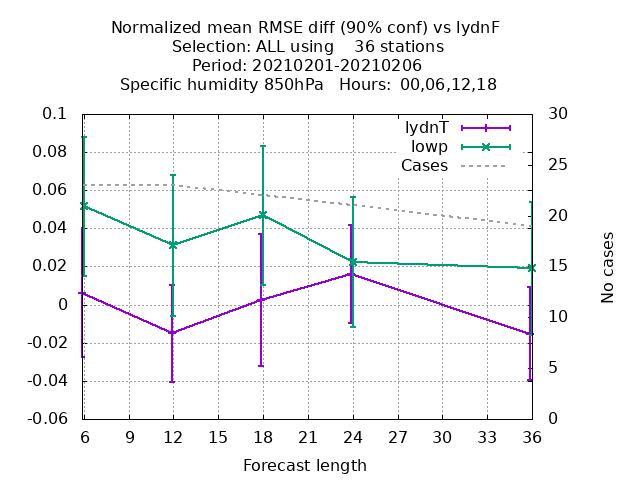 Normalized mean RMSE diff (90% conf) vs lydnF
Selection: ALL using    36 stations
Period: 20210201-20210206
Specific humidity 850hPa   Hours:  00,06,12,18
0.1
0.08
0.06
0.04
0.02
0
-0.02
-0.04
-0.06
30
25
20
15
10
5
0
lydnT
lowp
Cases
No cases
6 9 12 15 18 21 24 27 30 33 36
Forecast length